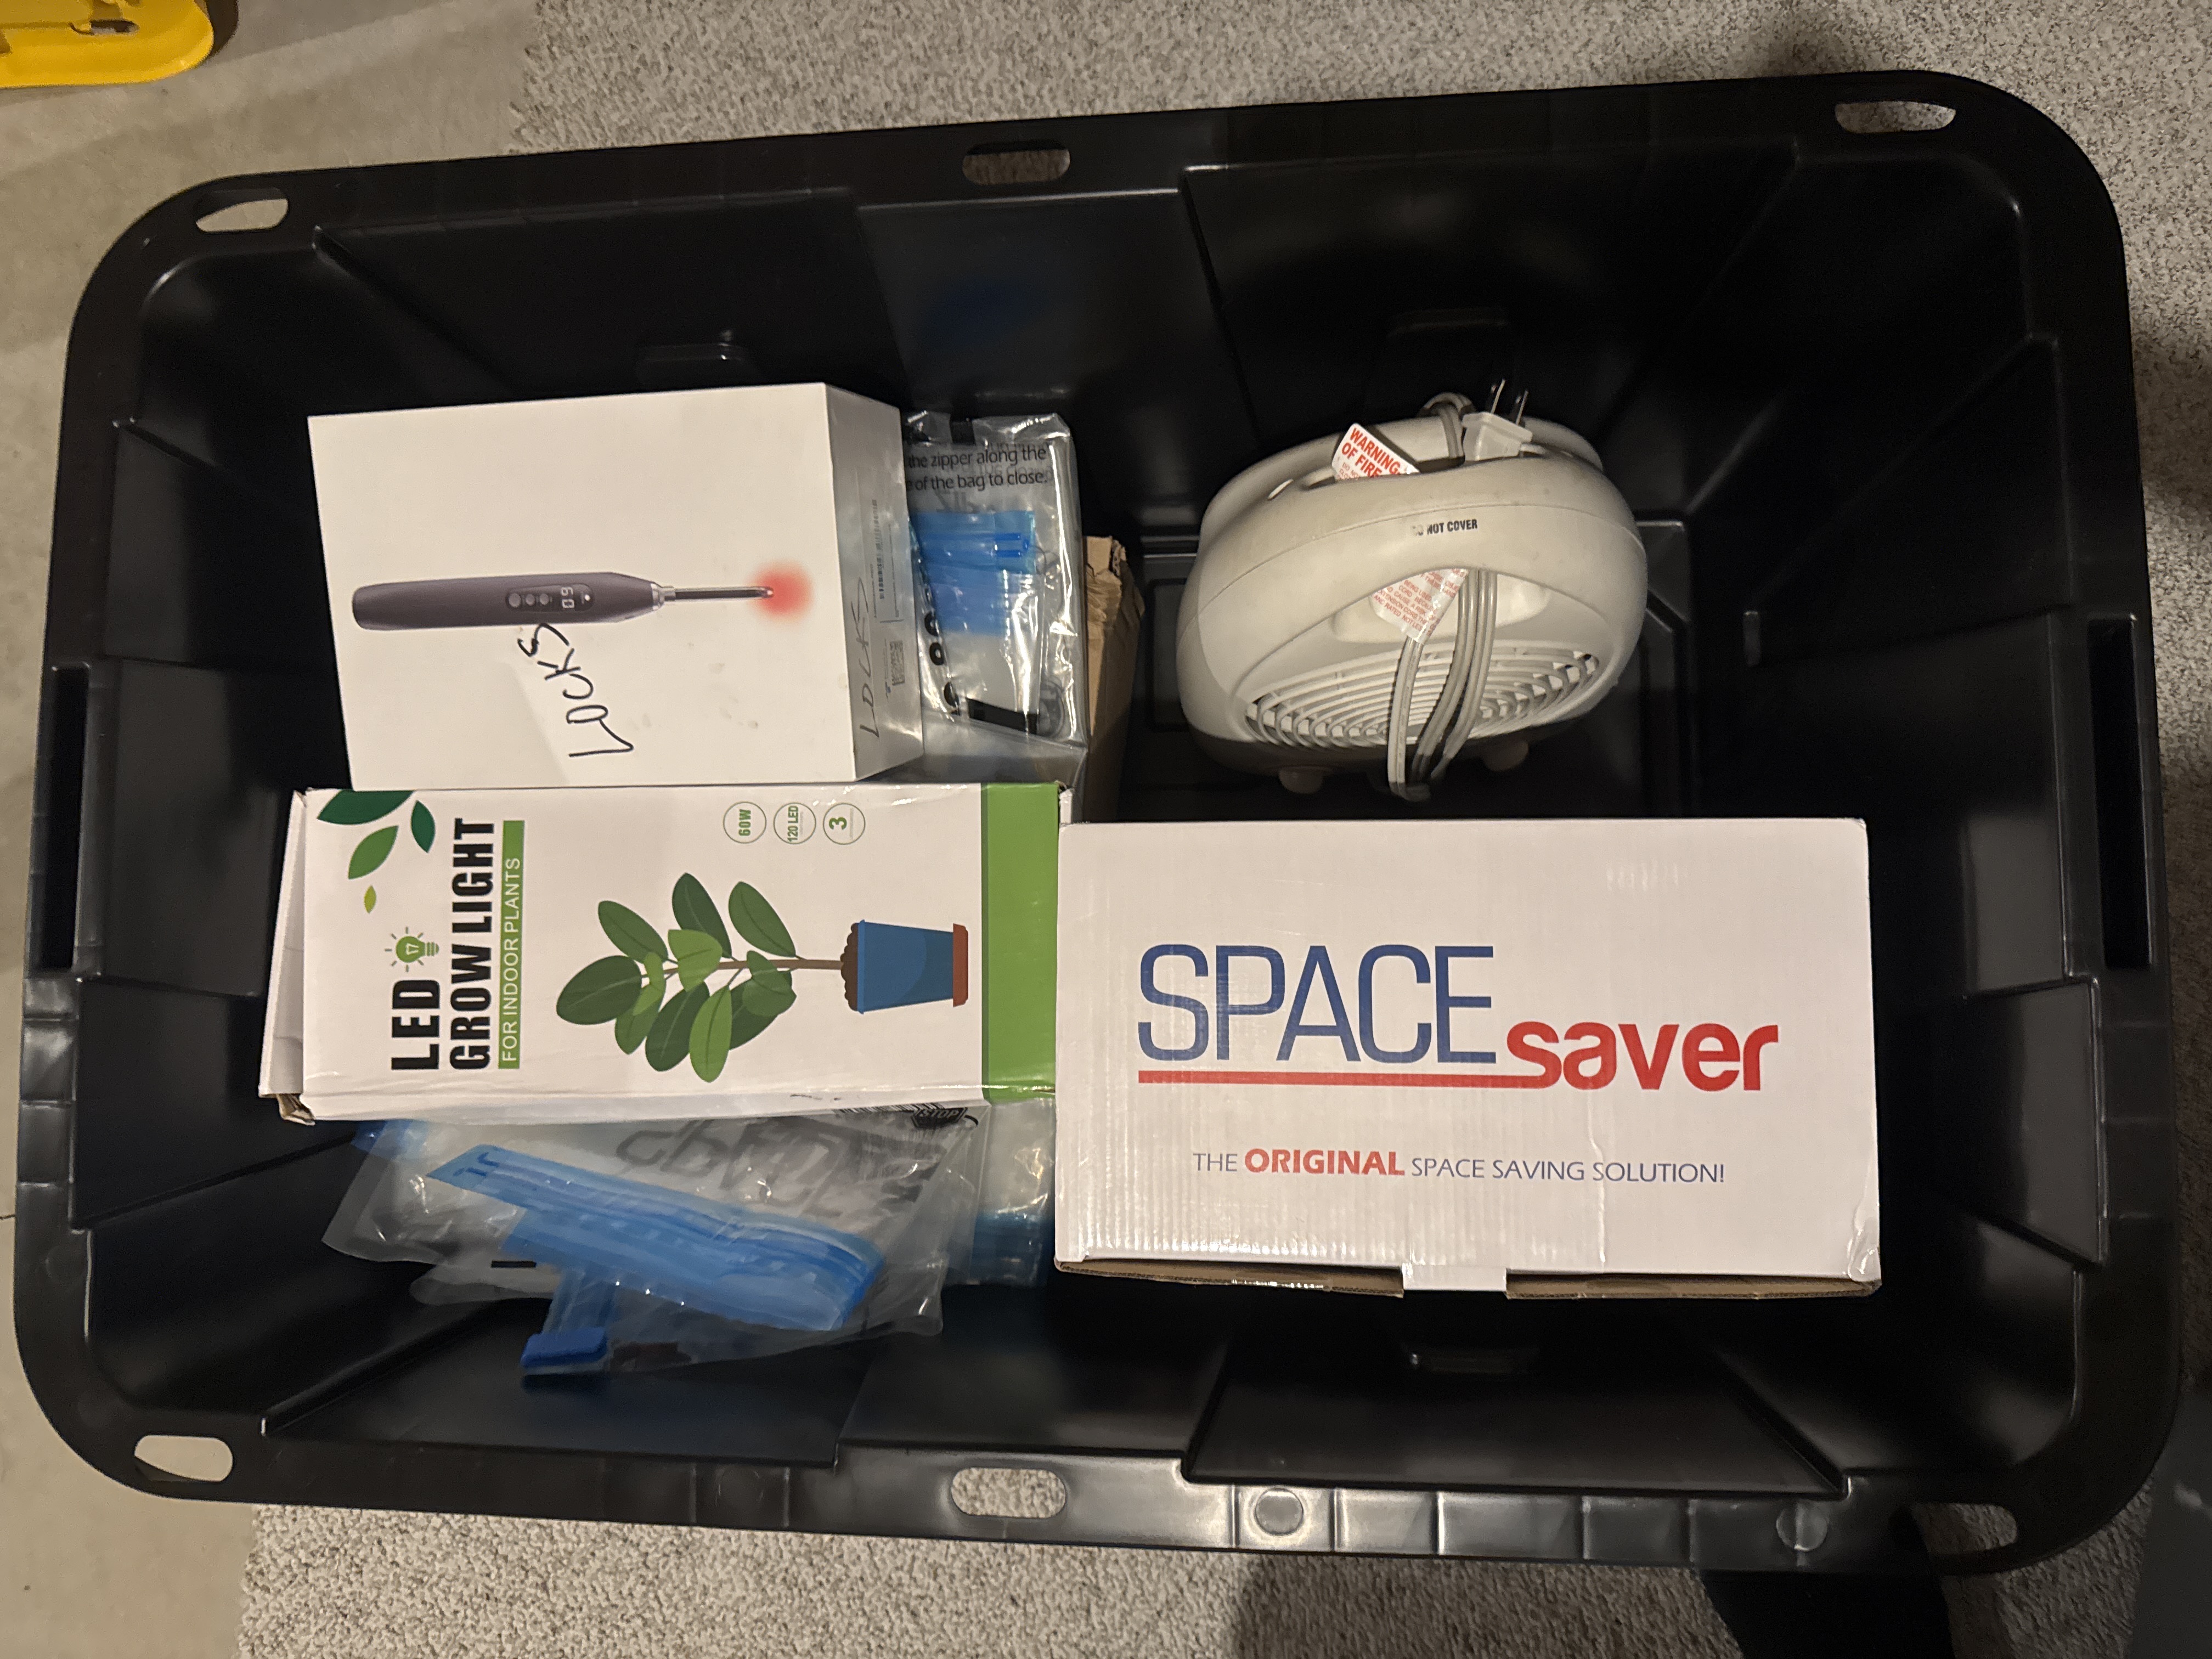 LED
GROW LIGHT
FOR INDOOR PLANTS
60W
120 LED
3
LOCKS
09
LOCKS
the zipper along the
of the bag to close.
SPACE saver
THE ORIGINAL SPACE SAVING SOLUTION!
WARNING
OF FIRE
NOT COVER